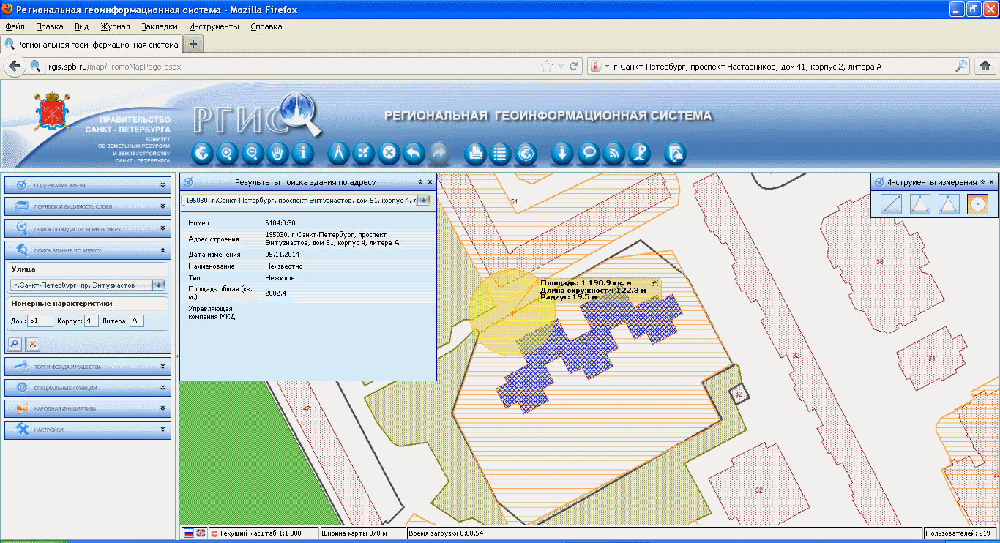 Региональная геоинформационная система - Mozilla Firefox
Файл Правка Вид Журнал Закладки Инструменты Справка
Региональная геоинформационная система
rgis.spb.ru/map/PromoMapPage.aspx
г.Санкт-Петербург, проспект Наставников, дом 41, корпус 2, литера А
ПРАВИТЕЛЬСТВО
САНКТ - ПЕТЕРБУРГА
КОМИТЕТ
ПО ЗЕМЕЛЬНЫМ РЕСУРСАМ
И ЗЕМЛЕУСТРОЙСТВУ
САНКТ - ПЕТЕРБУРГА
РГИС
РЕГИОНАЛЬНАЯ ГЕОИНФОРМАЦИОННАЯ СИСТЕМА
СОДЕРЖАНИЕ КАРТЫ
ПОРЯДОК И ВИДИМОСТЬ СЛОЕВ
ПОИСК ПО КАДАСТРОВОМУ НОМЕРУ
ПОИСК ЗДАНИЯ ПО АДРЕСУ
Улица
г.Санкт-Петербург, пр. Энтузиастов
Номерные характеристики
Дом: 51 Корпус: 4 Литера: А
ТОРГИ ФОНДА ИМУЩЕСТВА
СПЕЦИАЛЬНЫЕ ФУНКЦИИ
НАРОДНАЯ ИНИЦИАТИВА
НАСТРОЙКИ
Результаты поиска здания по адресу
195030, г.Санкт-Петербург, проспект Энтузиастов, дом 51, корпус 4, л
Номер 6104:0:30
Адрес строения 195030, г.Санкт-Петербург, проспект
Энтузиастов, дом 51, корпус 4, литера А
Дата изменения 05.11.2014
Наименование Неизвестно
Тип Нежилое
Площадь общая (кв.
м.) 2602.4
Управляющая
компания МКД
Инструменты измерения
51
36
Площадь: 1 190.9 кв. м
Длина окружности: 122.3 м
Радиус: 19.5 м
32
34
32
47
32
32
Текущий масштаб 1:1 000
Ширина карты 370 м
Время загрузки 0:00,54
Пользователей: 219